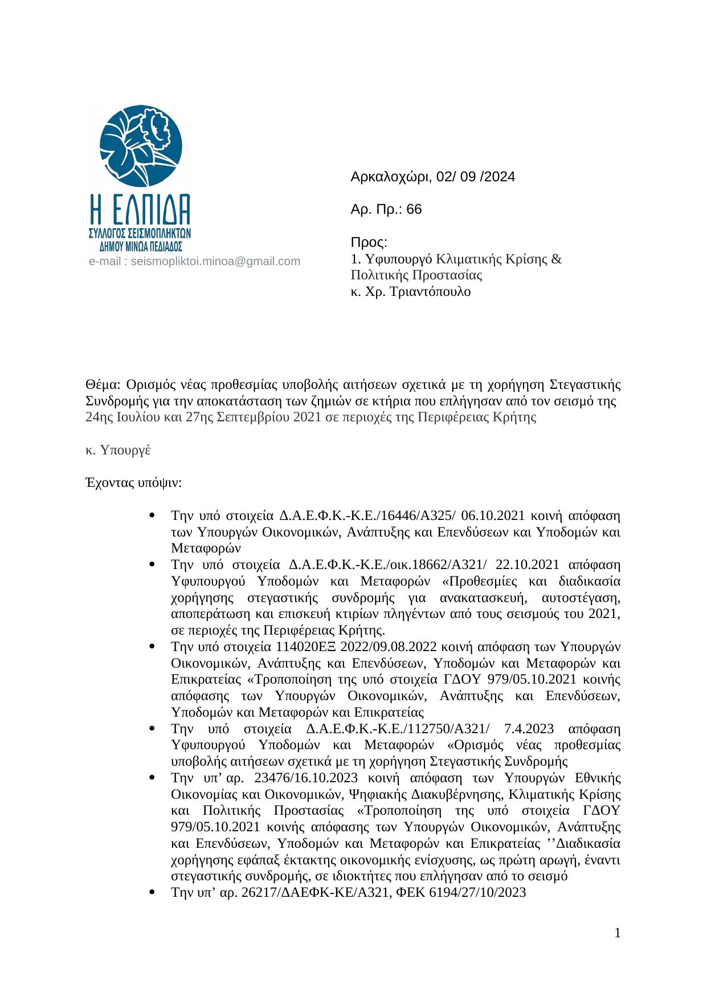 Η ΕΛΠΙΔΑ
ΣΥΛΛΟΓΟΣ ΣΕΙΣΜΟΠΛΗΚΤΩΝ
ΔΗΜΟΥ ΜΙΝΩΑ ΠΕΔΙΑΔΟΣ
e-mail : seismopliktoi.minoa@gmail.com
Αρκαλοχώρι, 02/ 09 /2024
Αρ. Πρ.: 66
Προς:
1. Υφυπουργό Κλιματικής Κρίσης &
Πολιτικής Προστασίας
κ. Χρ. Τριαντόπουλο
Θέμα: Ορισμός νέας προθεσμίας υποβολής αιτήσεων σχετικά με τη χορήγηση Στεγαστικής
Συνδρομής για την αποκατάσταση των ζημιών σε κτήρια που επλήγησαν από τον σεισμό της
24ης Ιουλίου και 27ης Σεπτεμβρίου 2021 σε περιοχές της Περιφέρειας Κρήτης
κ. Υπουργέ
Έχοντας υπόψιν:
• Την υπό στοιχεία Δ.Α.Ε.Φ.Κ.-Κ.Ε./16446/Α325/ 06.10.2021 κοινή απόφαση
των Υπουργών Οικονομικών, Ανάπτυξης και Επενδύσεων και Υποδομών και
Μεταφορών
• Την υπό στοιχεία Δ.Α.Ε.Φ.Κ.-Κ.Ε./οικ.18662/Α321/ 22.10.2021 απόφαση
Υφυπουργού Υποδομών και Μεταφορών «Προθεσμίες και διαδικασία
χορήγησης στεγαστικής συνδρομής για ανακατασκευή, αυτοστέγαση,
αποπεράτωση και επισκευή κτιρίων πληγέντων από τους σεισμούς του 2021,
σε περιοχές της Περιφέρειας Κρήτης.
• Την υπό στοιχεία 114020ΕΞ 2022/09.08.2022 κοινή απόφαση των Υπουργών
Οικονομικών, Ανάπτυξης και Επενδύσεων, Υποδομών και Μεταφορών και
Επικρατείας «Τροποποίηση της υπό στοιχεία ΓΔΟΥ 979/05.10.2021 κοινής
απόφασης των Υπουργών Οικονομικών, Ανάπτυξης και Επενδύσεων,
Υποδομών και Μεταφορών και Επικρατείας
• Την υπό στοιχεία Δ.Α.Ε.Φ.Κ.-Κ.Ε./112750/Α321/ 7.4.2023 απόφαση
Υφυπουργού Υποδομών και Μεταφορών «Ορισμός νέας προθεσμίας
υποβολής αιτήσεων σχετικά με τη χορήγηση Στεγαστικής Συνδρομής
• Την υπ’ αρ. 23476/16.10.2023 κοινή απόφαση των Υπουργών Εθνικής
Οικονομίας και Οικονομικών, Ψηφιακής Διακυβέρνησης, Κλιματικής Κρίσης
και Πολιτικής Προστασίας «Τροποποίηση της υπό στοιχεία ΓΔΟΥ
979/05.10.2021 κοινής απόφασης των Υπουργών Οικονομικών, Ανάπτυξης
και Επενδύσεων, Υποδομών και Μεταφορών και Επικρατείας ’’Διαδικασία
χορήγησης εφάπαξ έκτακτης οικονομικής ενίσχυσης, ως πρώτη αρωγή, έναντι
στεγαστικής συνδρομής, σε ιδιοκτήτες που επλήγησαν από το σεισμό
• Την υπ’ αρ. 26217/ΔΑΕΦΚ-ΚΕ/Α321, ΦΕΚ 6194/27/10/2023
1